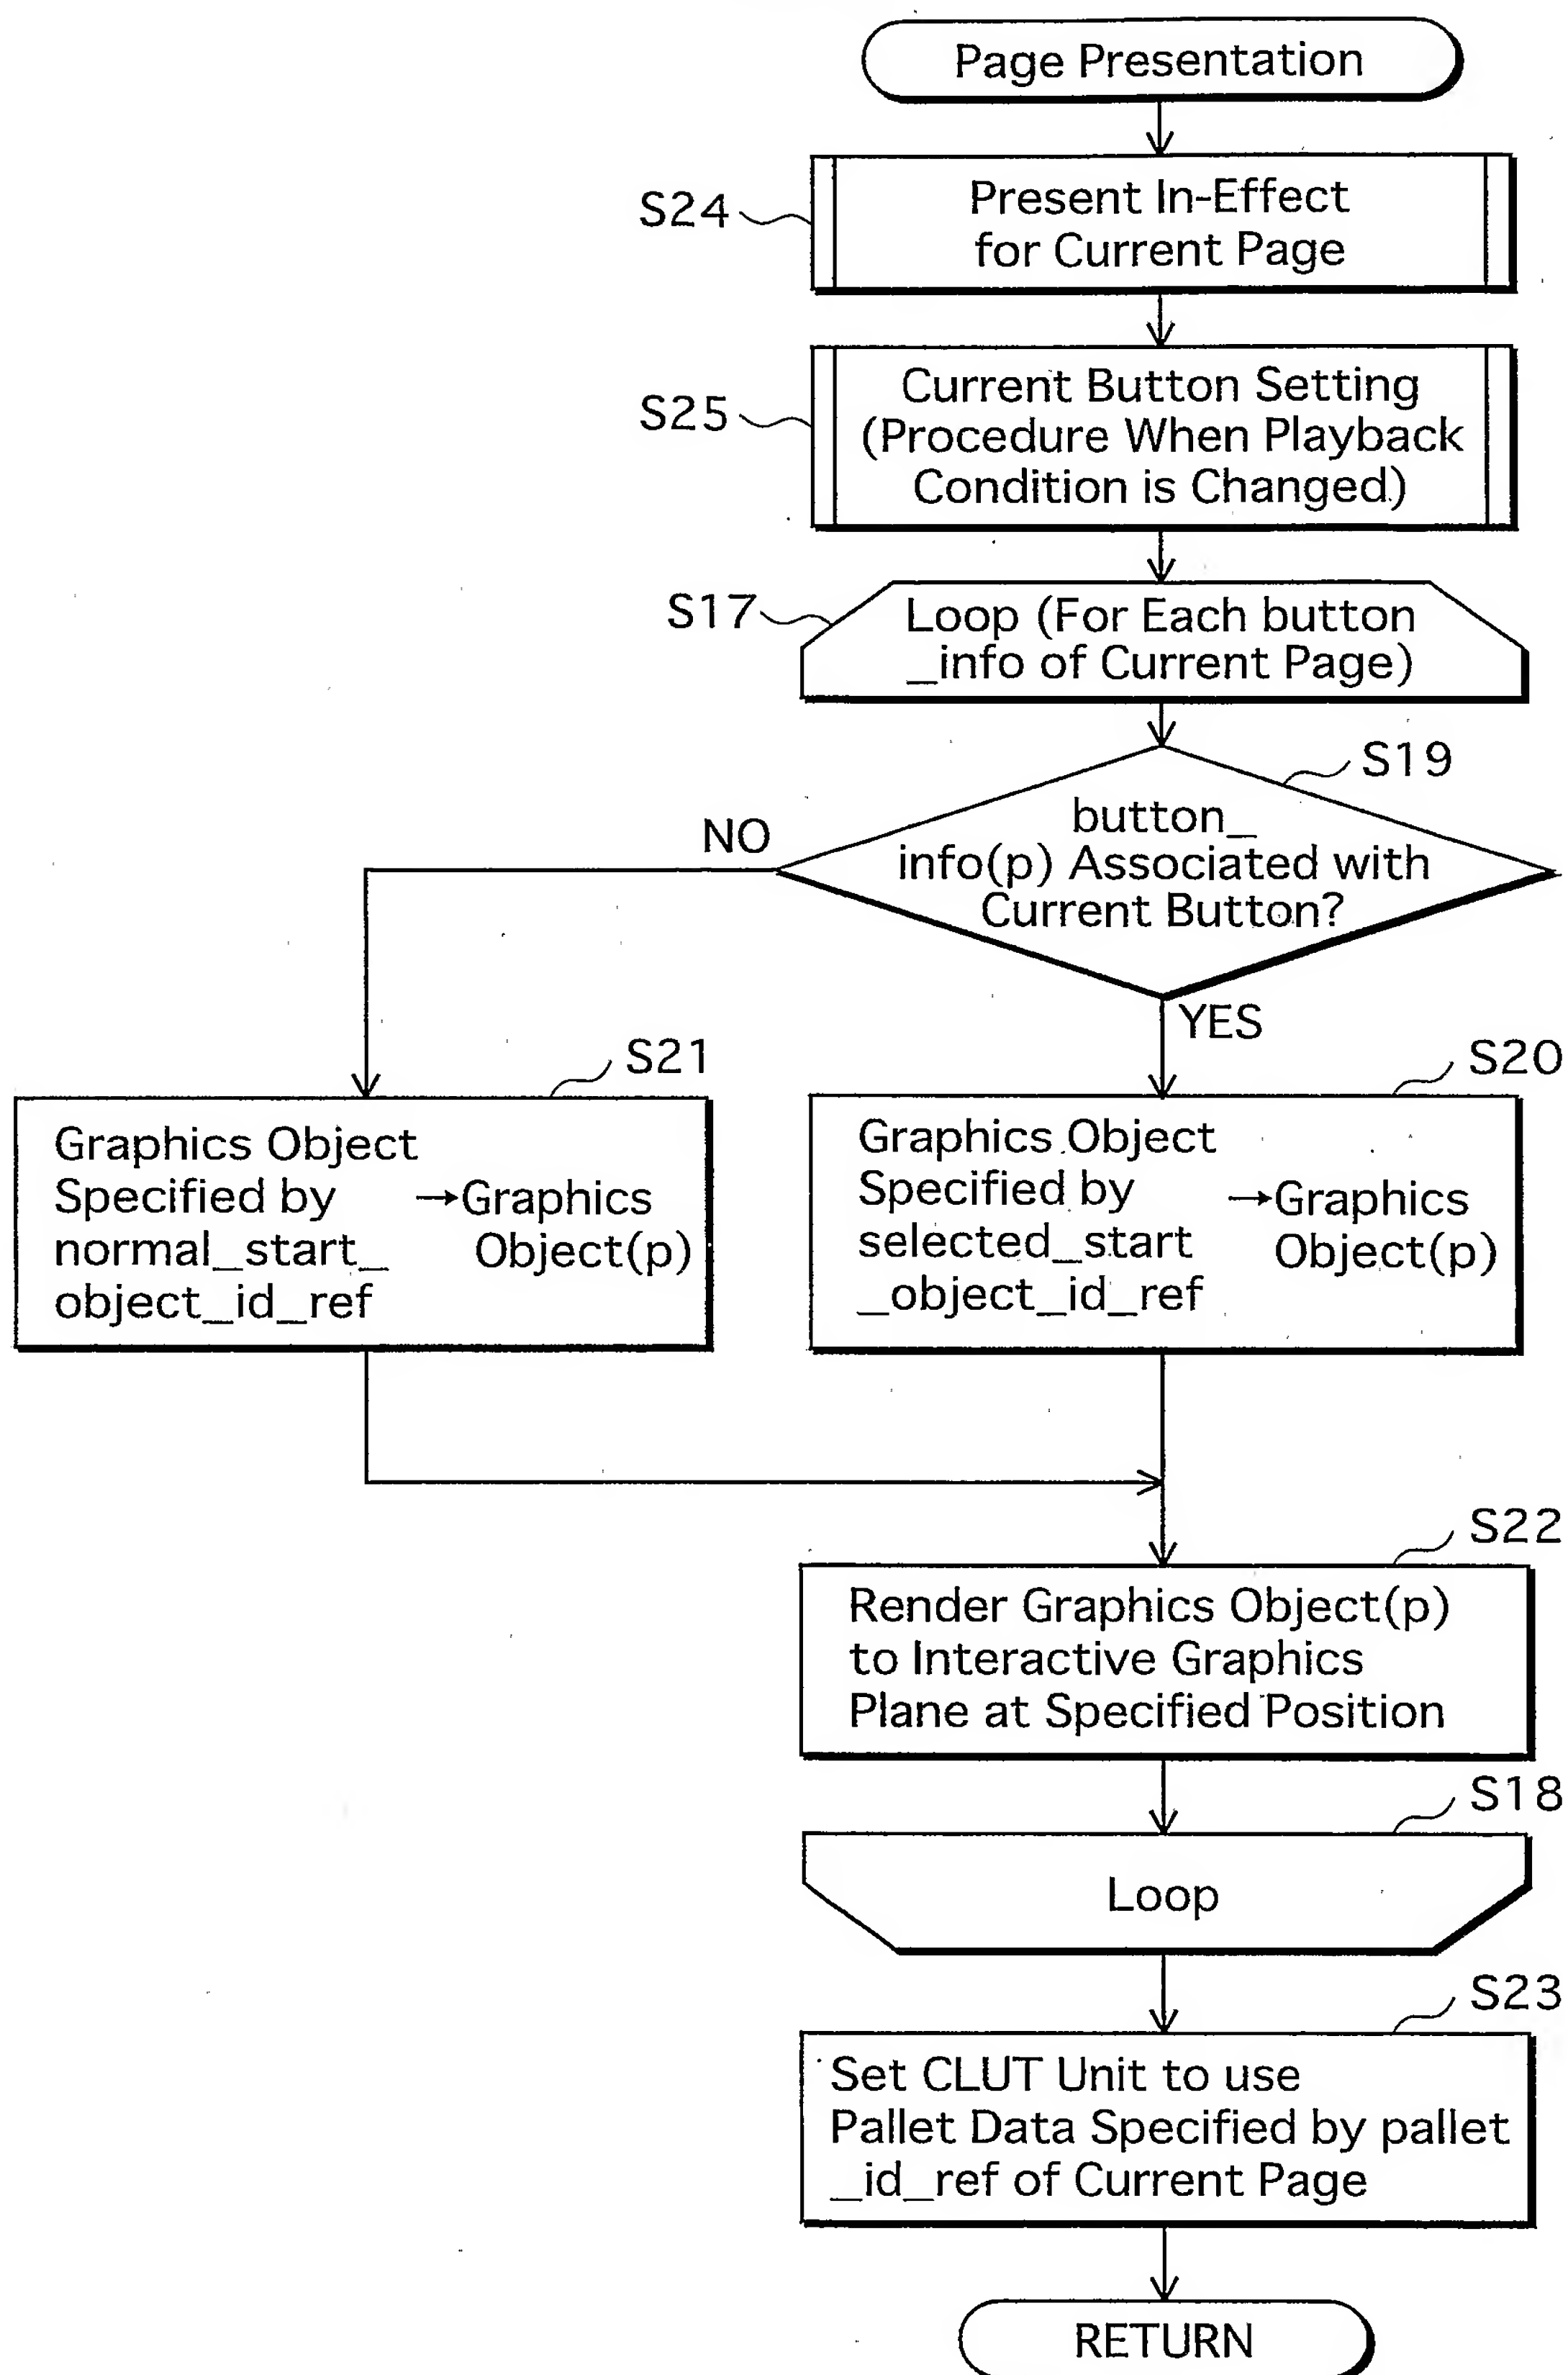 Page Presentation
S24
Present In-Effect
for Current Page
S25
Current Button Setting
(Procedure When Playback
Condition is Changed)
S17
Loop (For Each button
_info of Current Page)
S19
button_
info(p) Associated with
Current Button?
NO
YES
S21
Graphics Object
Specified by
normal_start_
object_id_ref
→Graphics
Object(p)
S20
Graphics Object
Specified by
selected_start
_object_id_ref
→Graphics
Object(p)
S22
Render Graphics Object(p)
to Interactive Graphics
Plane at Specified Position
S18
Loop
S23
Set CLUT Unit to use
Pallet Data Specified by pallet
_id_ref of Current Page
RETURN